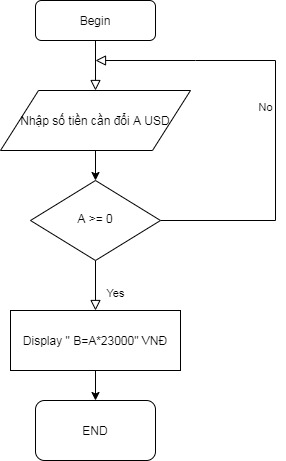 Begin
No
Nhập số tiền cần đổi A USD
A >= 0
Yes
Display " B=A*23000" VNĐ
END